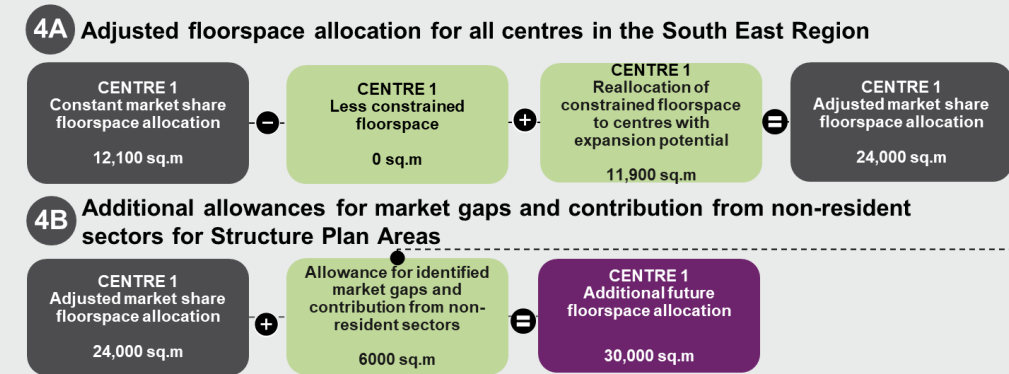 4A Adjusted floorspace allocation for all centres in the South East Region
CENTRE 1
Constant market share
floorspace allocation
12,100 sq.m
−
CENTRE 1
Less constrained
floorspace
0 sq.m
+
CENTRE 1
Reallocation of
constrained floorspace
to centres with
expansion potential
11,900 sq.m
=
CENTRE 1
Adjusted market share
floorspace allocation
24,000 sq.m
4B Additional allowances for market gaps and contribution from non-resident
sectors for Structure Plan Areas
CENTRE 1
Adjusted market share
floorspace allocation
24,000 sq.m
+
Allowance for identified
market gaps and
contribution from non-
resident sectors
6000 sq.m
=
CENTRE 1
Additional future
floorspace allocation
30,000 sq.m